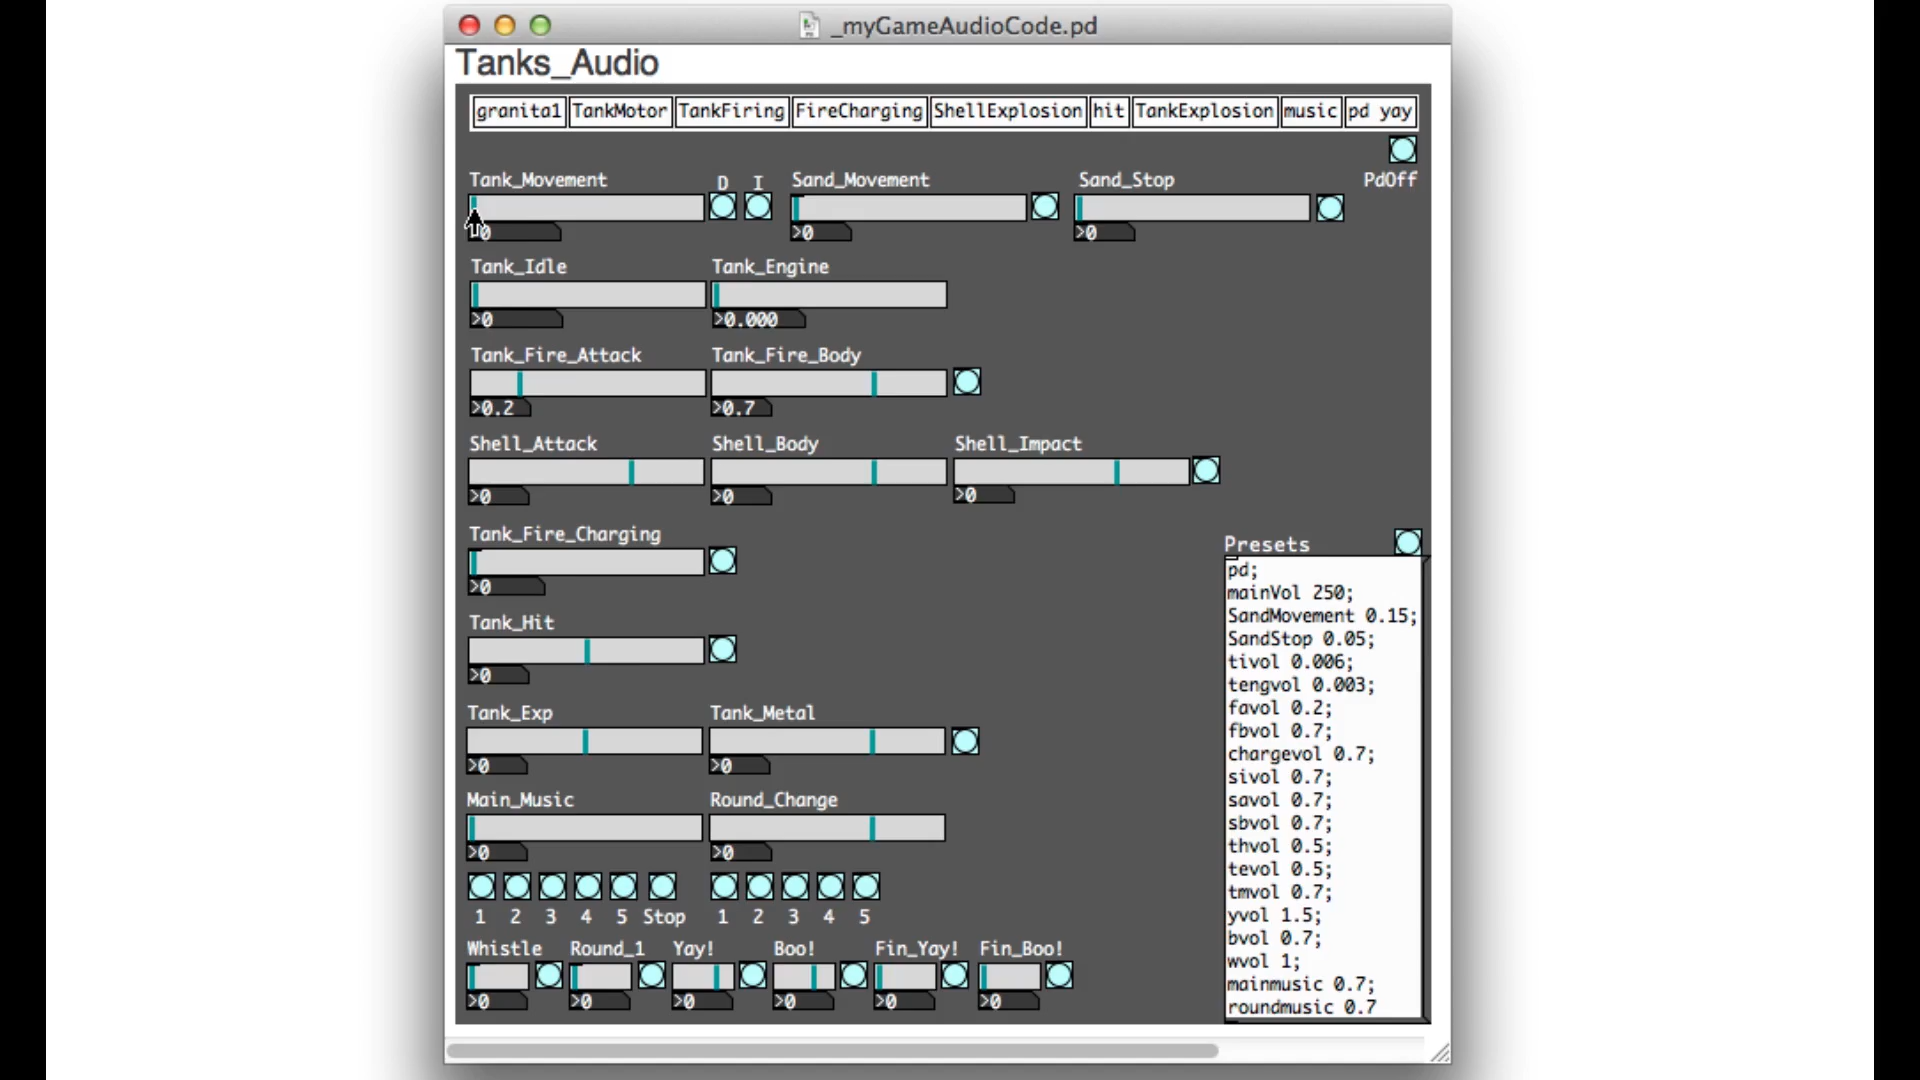 _myGameAudioCode.pd
Tanks_Audio
granita1 TankMotor TankFiring FireCharging ShellExplosion hit TankExplosion music pd yay
Tank_Movement D I Sand_Movement Sand_Stop PdOff
0 >0 >0
Tank_Idle Tank_Engine
>0 >0.000
Tank_Fire_Attack Tank_Fire_Body
>0.2 >0.7
Shell_Attack Shell_Body Shell_Impact
>0 >0 >0
Tank_Fire_Charging
>0
Tank_Hit
>0
Tank_Exp Tank_Metal
>0 >0
Main_Music Round_Change
>0 >0
1 2 3 4 5 Stop 1 2 3 4 5
Whistle Round_1 Yay! Boo! Fin_Yay! Fin_Boo!
>0 >0 >0 >0 >0 >0
Presets
pd;
mainVol 250;
SandMovement 0.15;
SandStop 0.05;
tivol 0.006;
tengvol 0.003;
favol 0.2;
fbvol 0.7;
chargevol 0.7;
sivol 0.7;
savol 0.7;
sbvol 0.7;
thvol 0.5;
tevol 0.5;
tmvol 0.7;
yvol 1.5;
bvol 0.7;
wvol 1;
mainmusic 0.7;
roundmusic 0.7